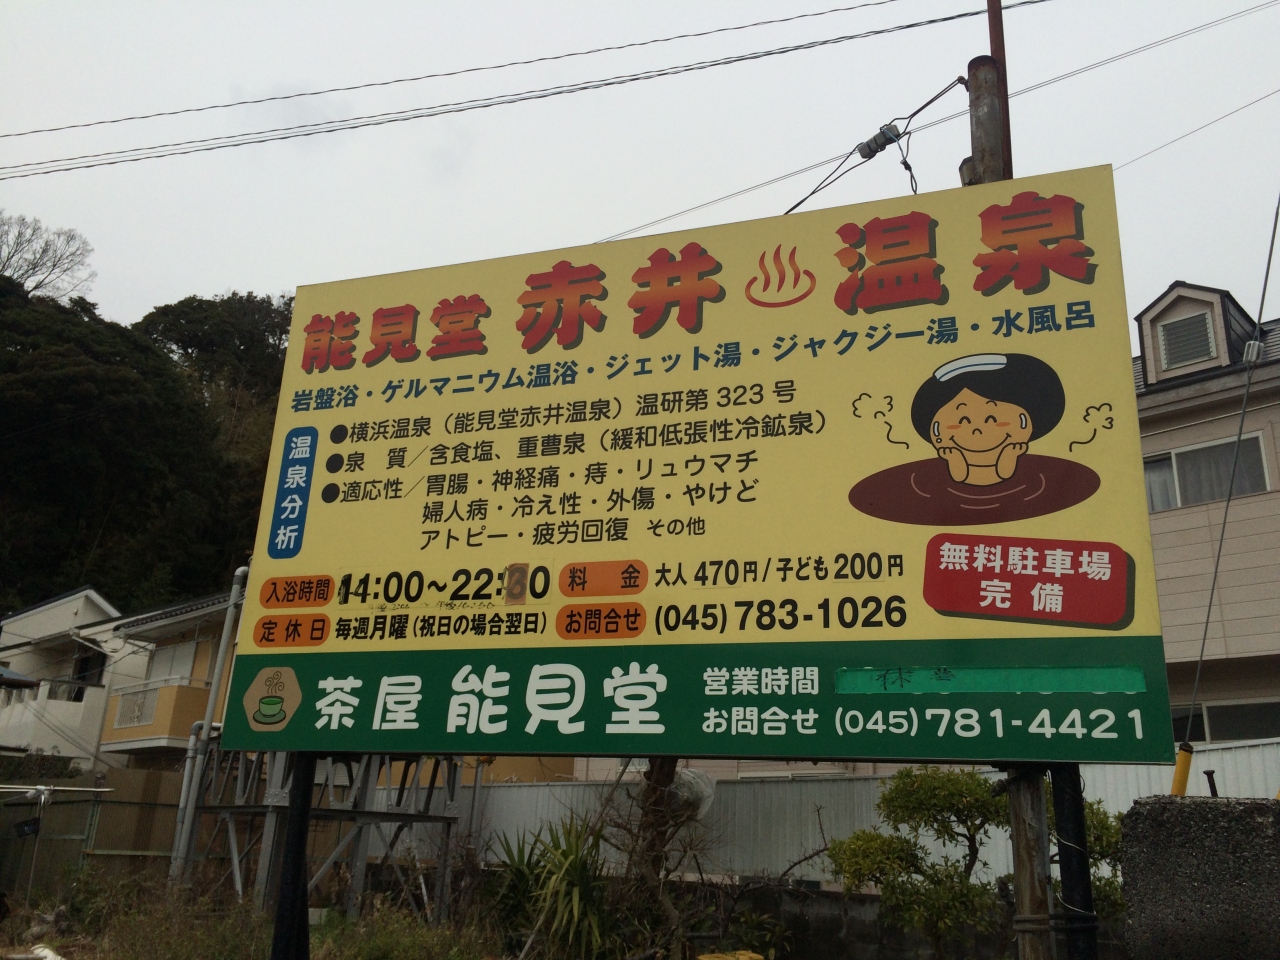 能見堂 赤井♨温泉
岩盤浴・ゲルマニウム温浴・ジェット湯・ジャクジー湯・水風呂
温泉分析
●横浜温泉（能見堂赤井温泉）温研第323号
●泉 質／含食塩、重曹泉（緩和低張性冷鉱泉）
●適応性／胃腸・神経痛・痔・リュウマチ
婦人病・冷え性・外傷・やけど
アトピー・疲労回復 その他
入浴時間 14:00～22:30
料 金 大人470円/子ども200円
定休日 毎週月曜(祝日の場合翌日)
お問合せ (045)783-1026
無料駐車場
完備
茶屋 能見堂
営業時間
お問合せ (045)781-4421